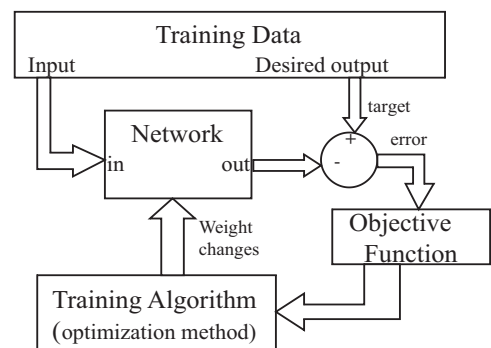 Training Data
Input Desired output
target
Network
+
error
in out -
Weight
changes
Objective
Function
Training Algorithm
(optimization method)